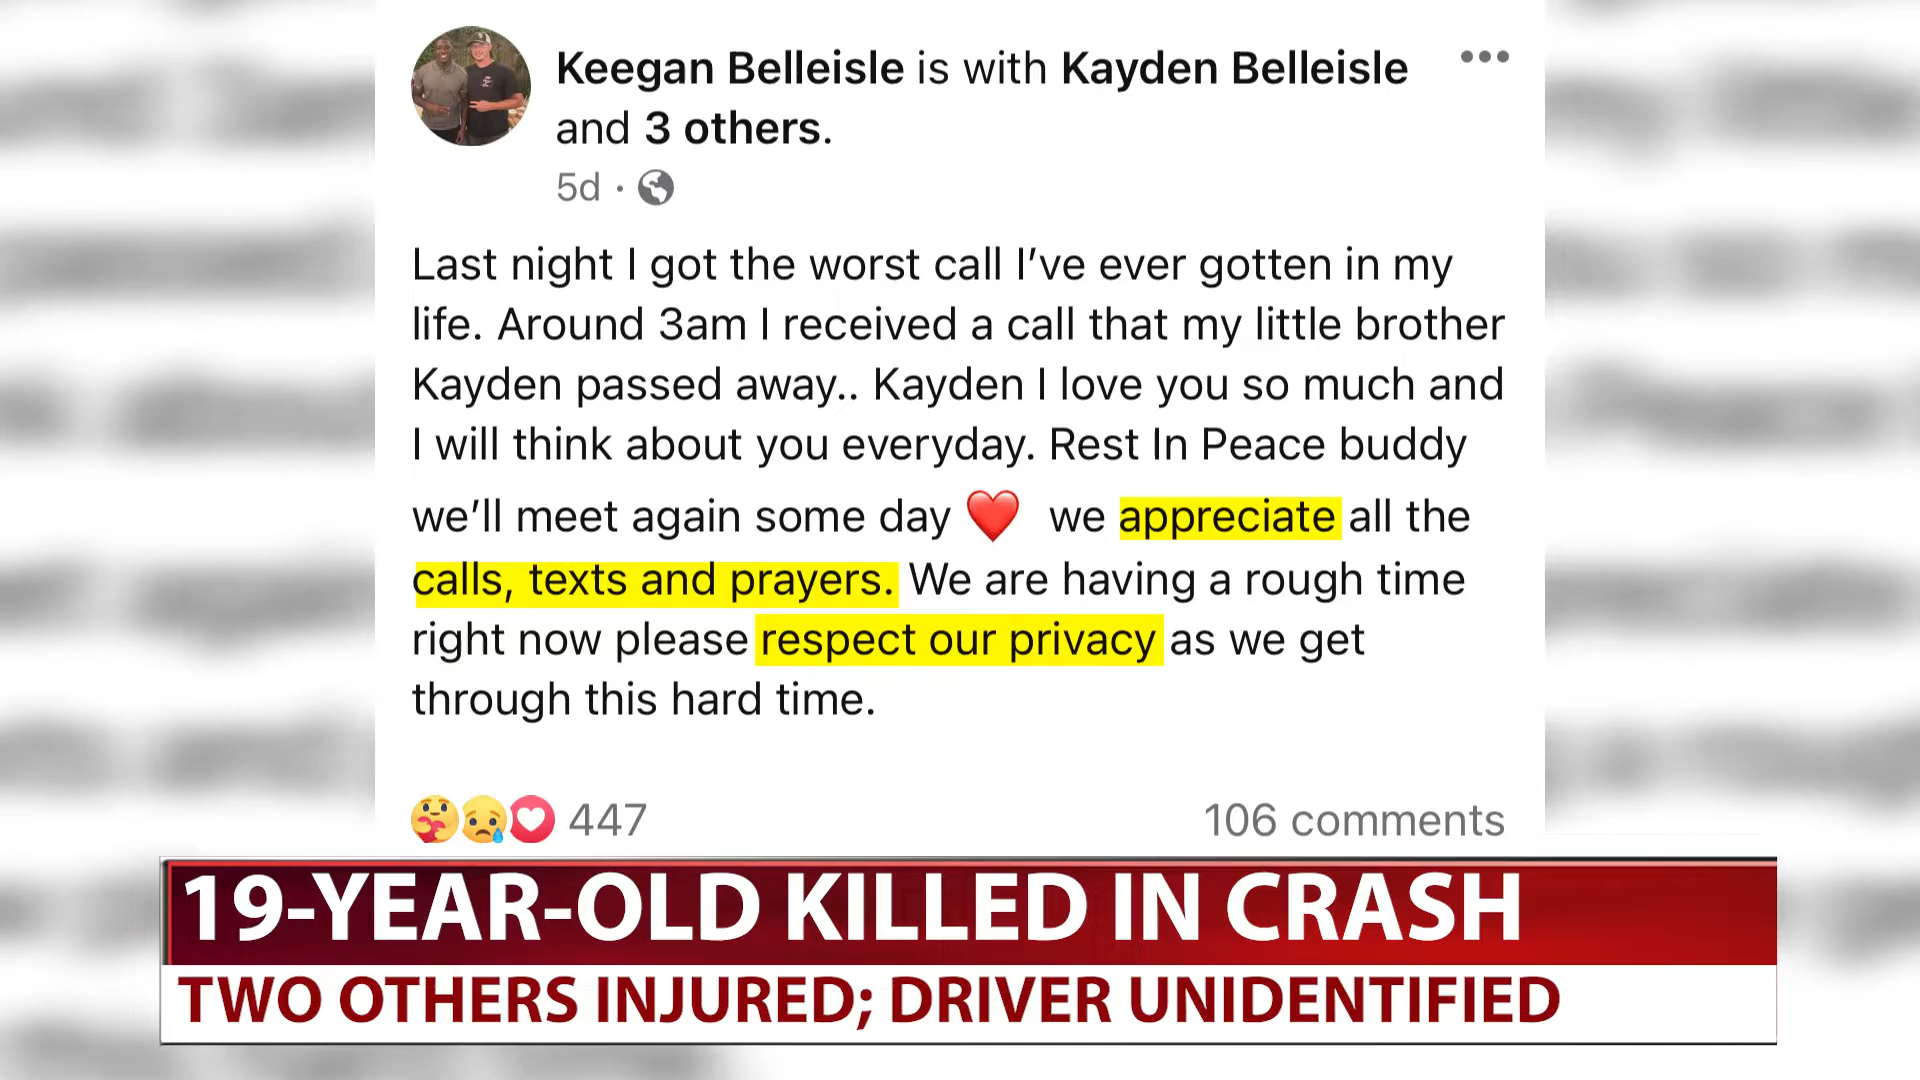 Keegan Belleisle is with Kayden Belleisle
and 3 others.
5d ·
Last night I got the worst call I’ve ever gotten in my
life. Around 3am I received a call that my little brother
Kayden passed away.. Kayden I love you so much and
I will think about you everyday. Rest In Peace buddy
we’ll meet again some day ❤️ we appreciate all the
calls, texts and prayers. We are having a rough time
right now please respect our privacy as we get
through this hard time.
447
106 comments
19-YEAR-OLD KILLED IN CRASH
TWO OTHERS INJURED; DRIVER UNIDENTIFIED